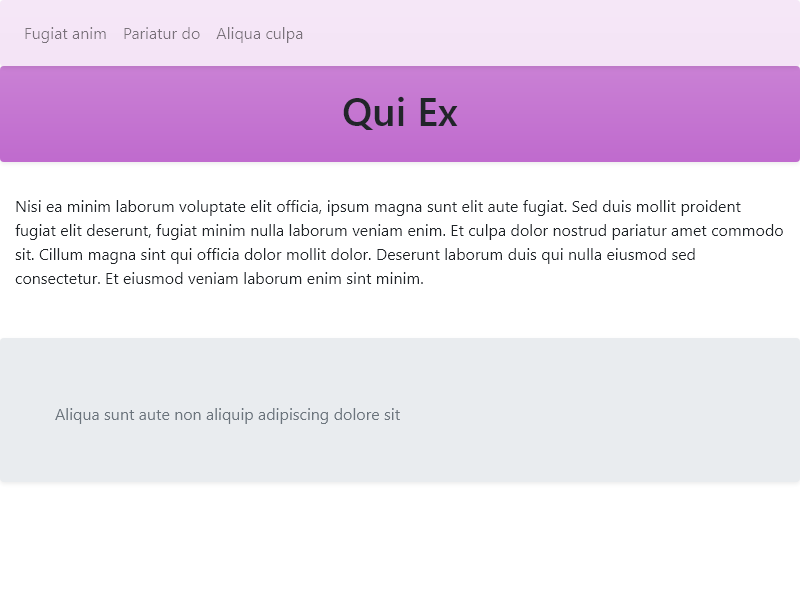 Fugiat anim Pariatur do Aliqua culpa
Qui Ex
Nisi ea minim laborum voluptate elit officia, ipsum magna sunt elit aute fugiat. Sed duis mollit proident
fugiat elit deserunt, fugiat minim nulla laborum veniam enim. Et culpa dolor nostrud pariatur amet commodo
sit. Cillum magna sint qui officia dolor mollit dolor. Deserunt laborum duis qui nulla eiusmod sed
consectetur. Et eiusmod veniam laborum enim sint minim.
Aliqua sunt aute non aliquip adipiscing dolore sit